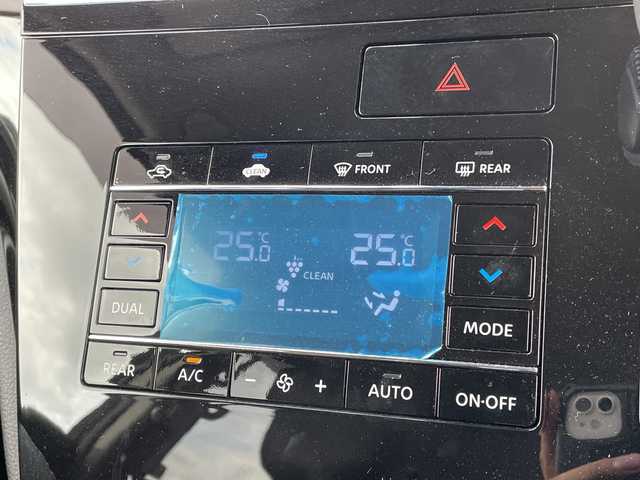 CLEAN FRONT REAR
25.0°C 25.0°C
CLEAN
DUAL MODE
REAR A/C - + AUTO ON·OFF